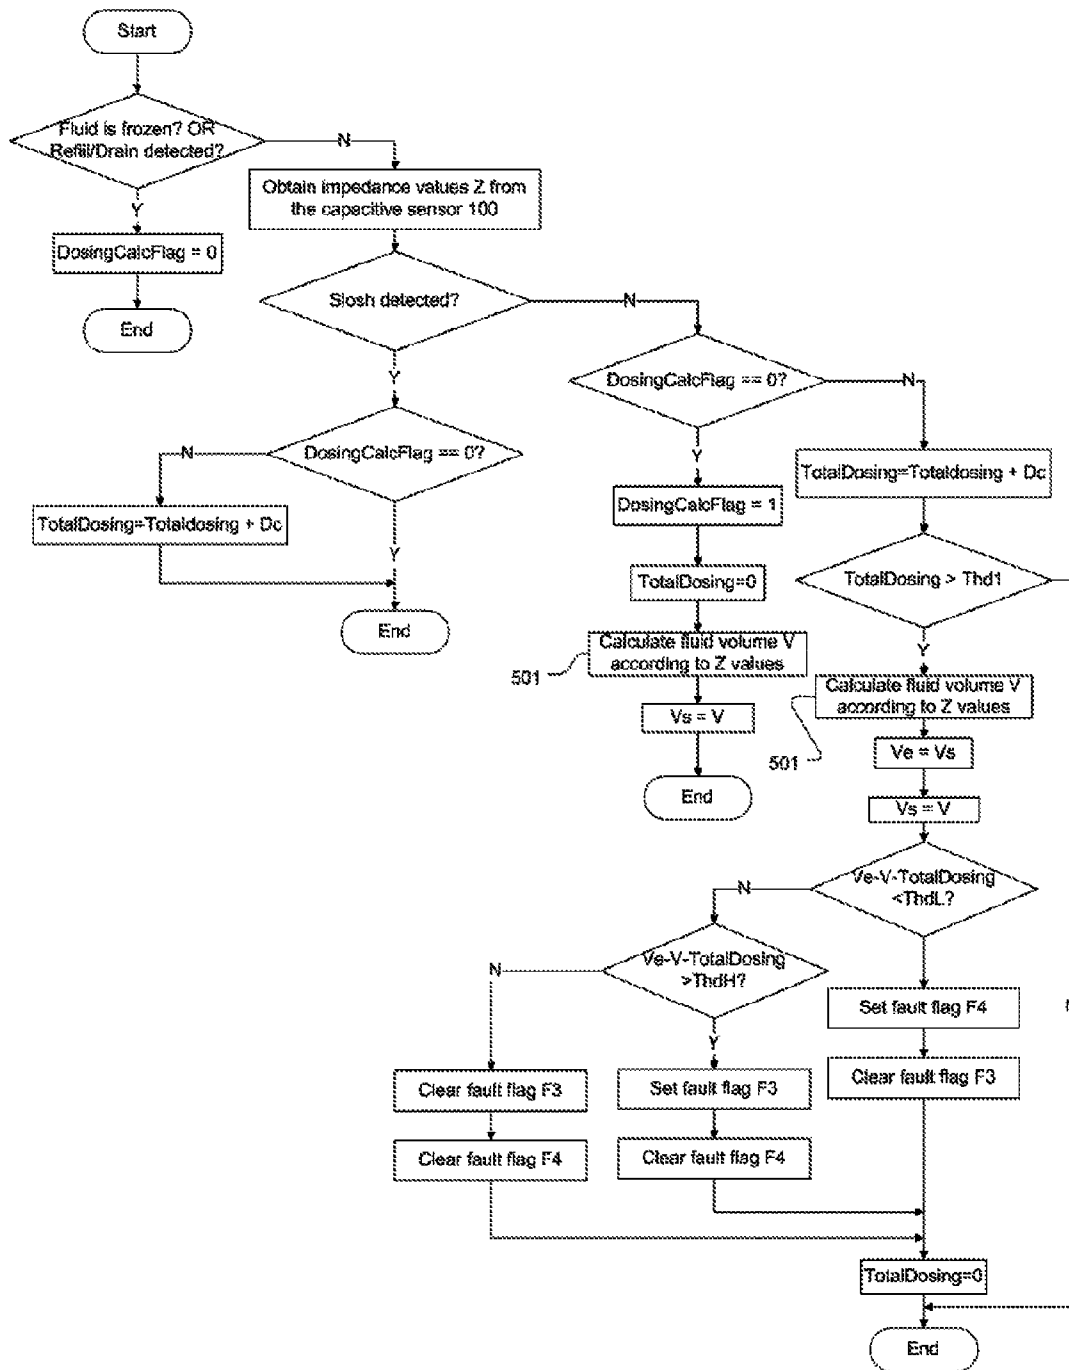 Start
Fluid is frozen? OR
Refill/Drain detected?
N
Y
DosingCalcFlag = 0
End
Obtain impedance values Z from
the capacitive sensor 100
Slosh detected?
N
Y
DosingCalcFlag == 0?
N
TotalDosing=Totaldosing + Dc
Y
End
DosingCalcFlag == 0?
N
Y
DosingCalcFlag = 1
TotalDosing=0
Calculate fluid volume V
according to Z values
501
Vs = V
End
TotalDosing=Totaldosing + Dc
TotalDosing > Thd1
Y
Calculate fluid volume V
according to Z values
501
Ve = Vs
Vs = V
Ve-V-TotalDosing
<ThdL?
N
Ve-V-TotalDosing
>ThdH?
N
Y
Set fault flag F4
Clear fault flag F3
Clear fault flag F3
Set fault flag F3
Clear fault flag F4
Clear fault flag F4
TotalDosing=0
End